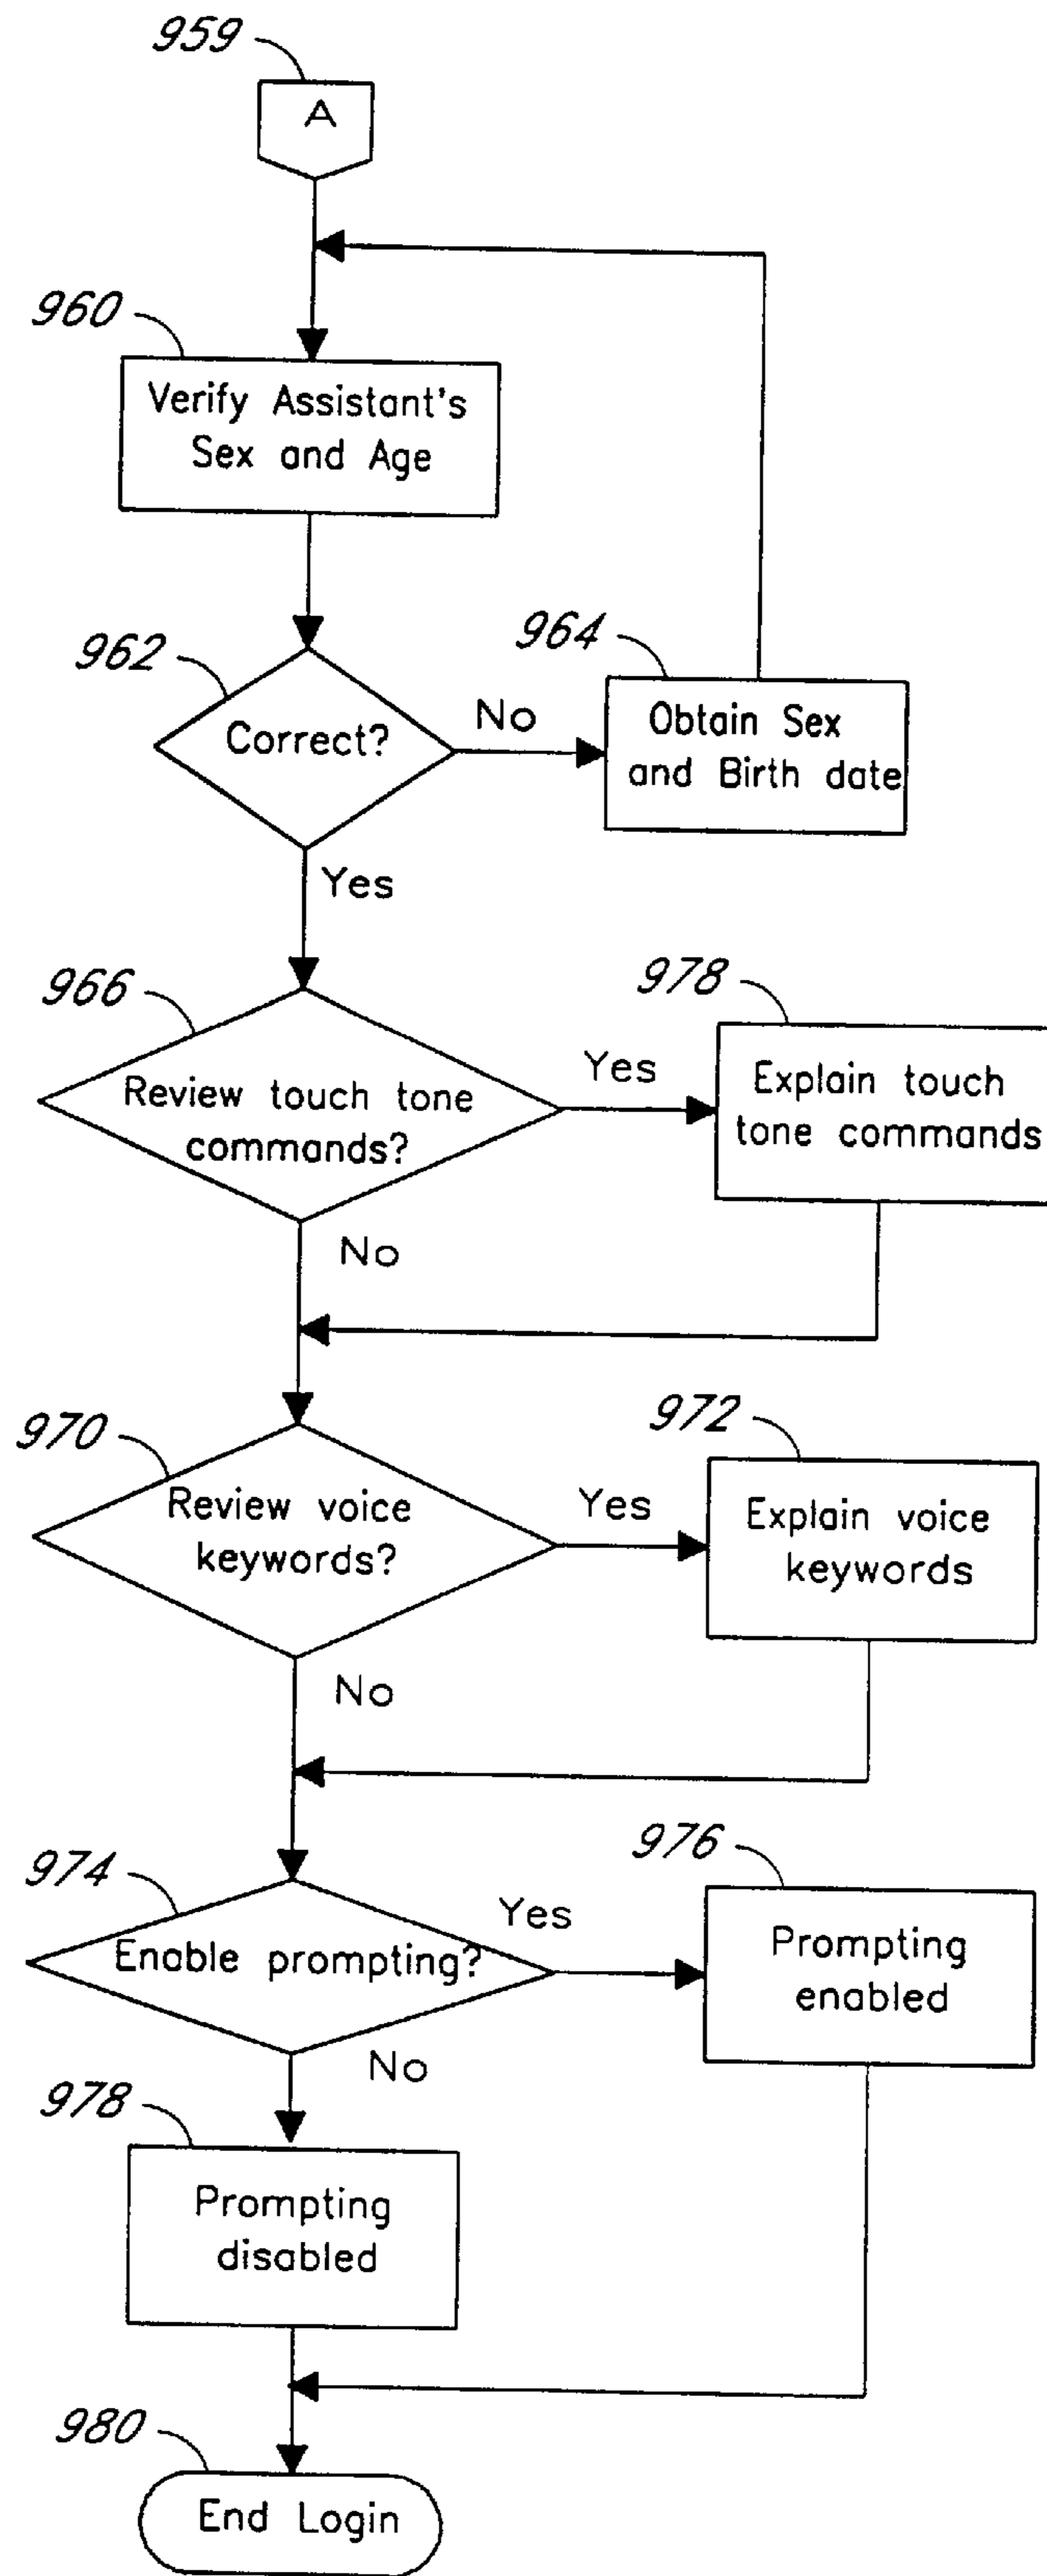 959
A
960
Verify Assistant's
Sex and Age
962
Correct?
No
964
Obtain Sex
and Birth date
Yes
966
Review touch tone
commands?
Yes
978
Explain touch
tone commands
No
970
Review voice
keywords?
Yes
972
Explain voice
keywords
No
974
Enable prompting?
Yes
976
Prompting
enabled
No
978
Prompting
disabled
980
End Login